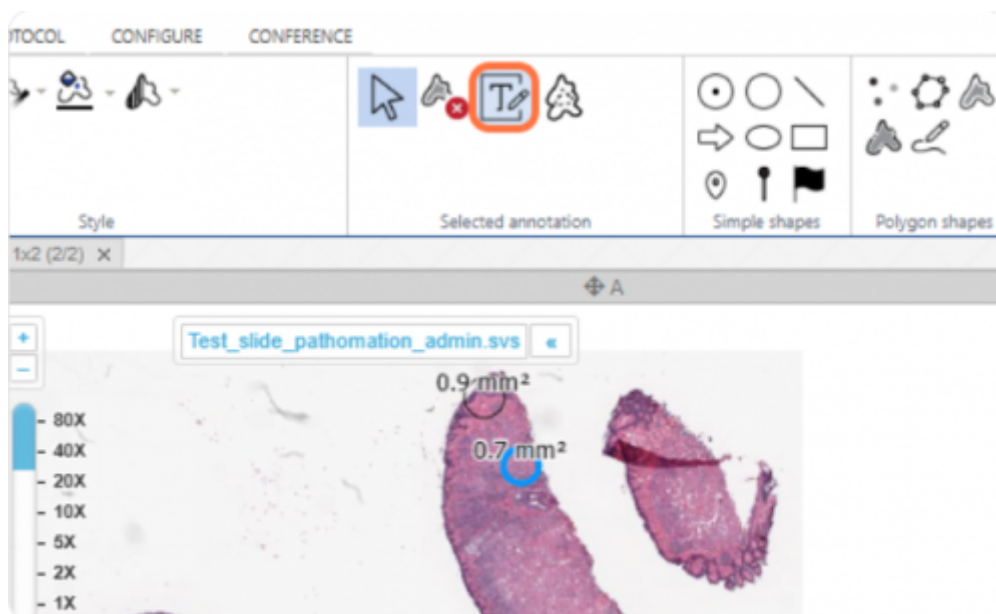 CONFIGURE
CONFERENCE
Style
Selected annotation
Simple shapes
Polygon shapes
1x2 (2/2)
A
Test_slide_pathomation_admin.svs
0.9 mm²
0.7 mm²
80X
40X
20X
10X
5X
2X
1X